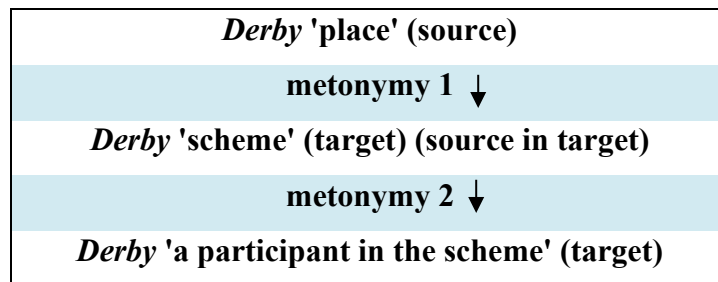 Derby 'place' (source)
metonymy 1 ↓
Derby 'scheme' (target) (source in target)
metonymy 2 ↓
Derby 'a participant in the scheme' (target)